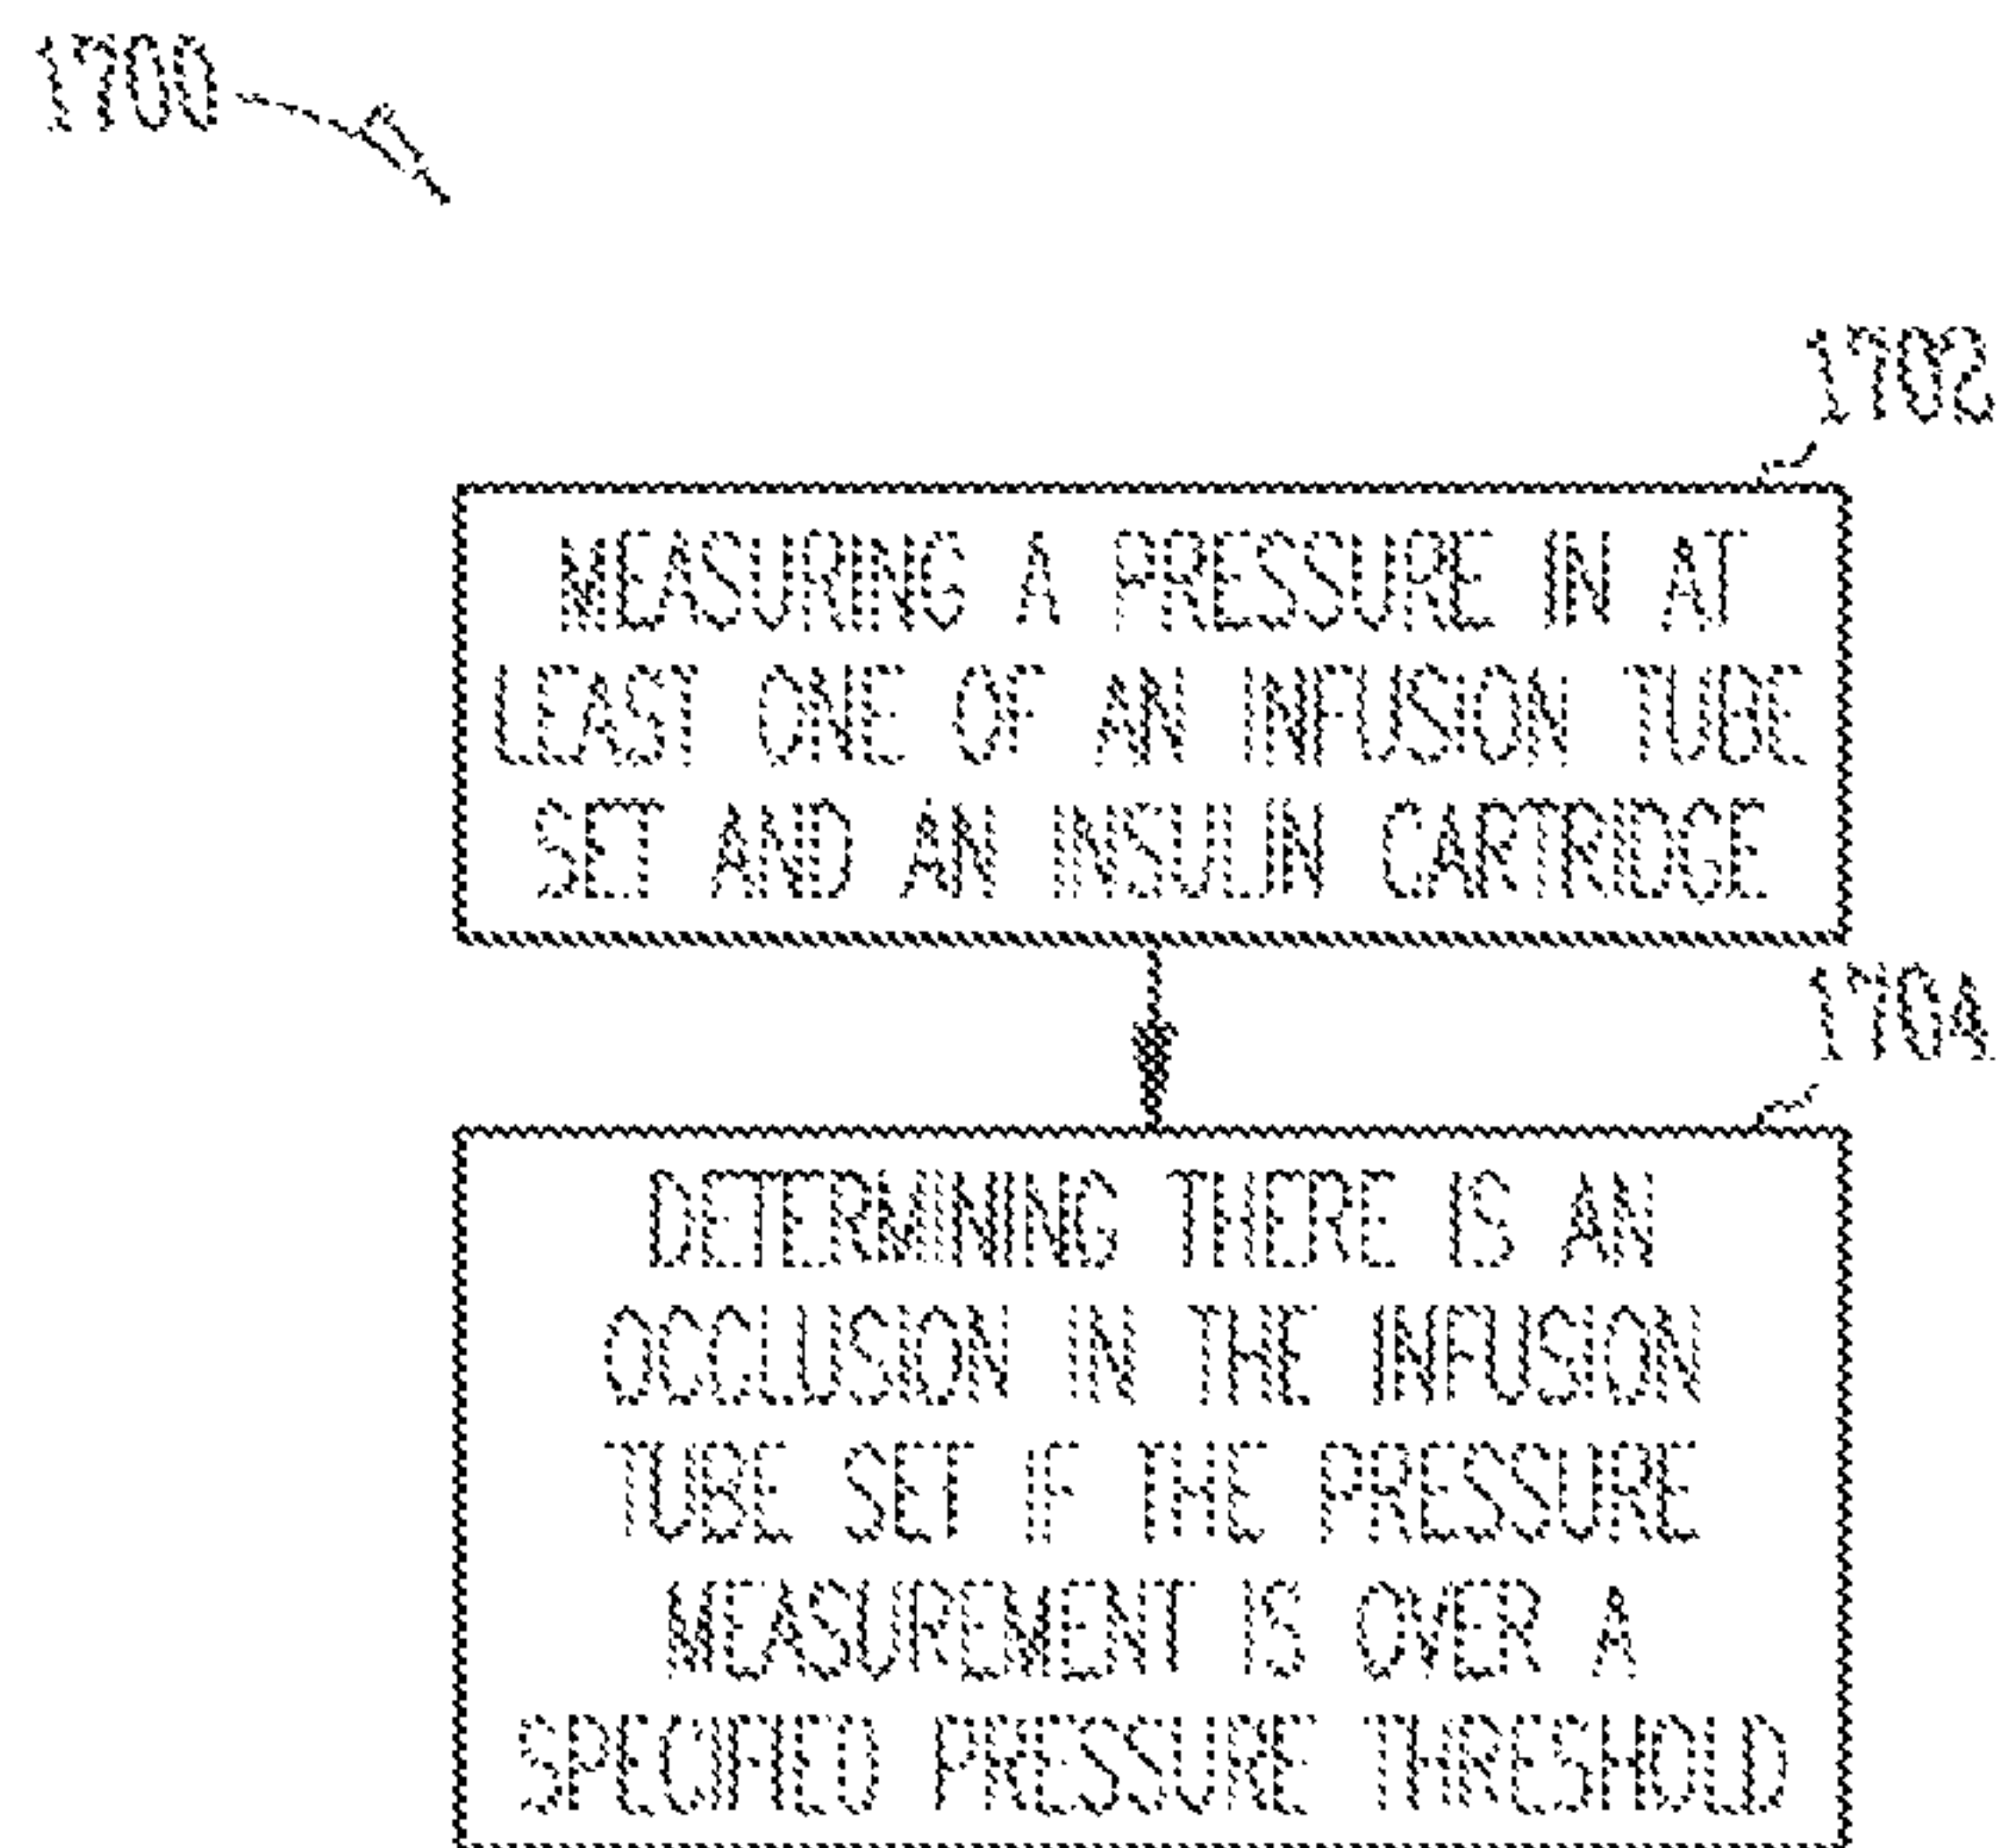 1700
1702
MEASURING A PRESSURE IN AT
LEAST ONE OF AN INFUSION TUBE
SET AND AN INSULIN CARTRIDGE
1704
DETERMINING THERE IS AN
OCCLUSION IN THE INFUSION
TUBE SET IF THE PRESSURE
MEASUREMENT IS OVER A
SPECIFIED PRESSURE THRESHOLD